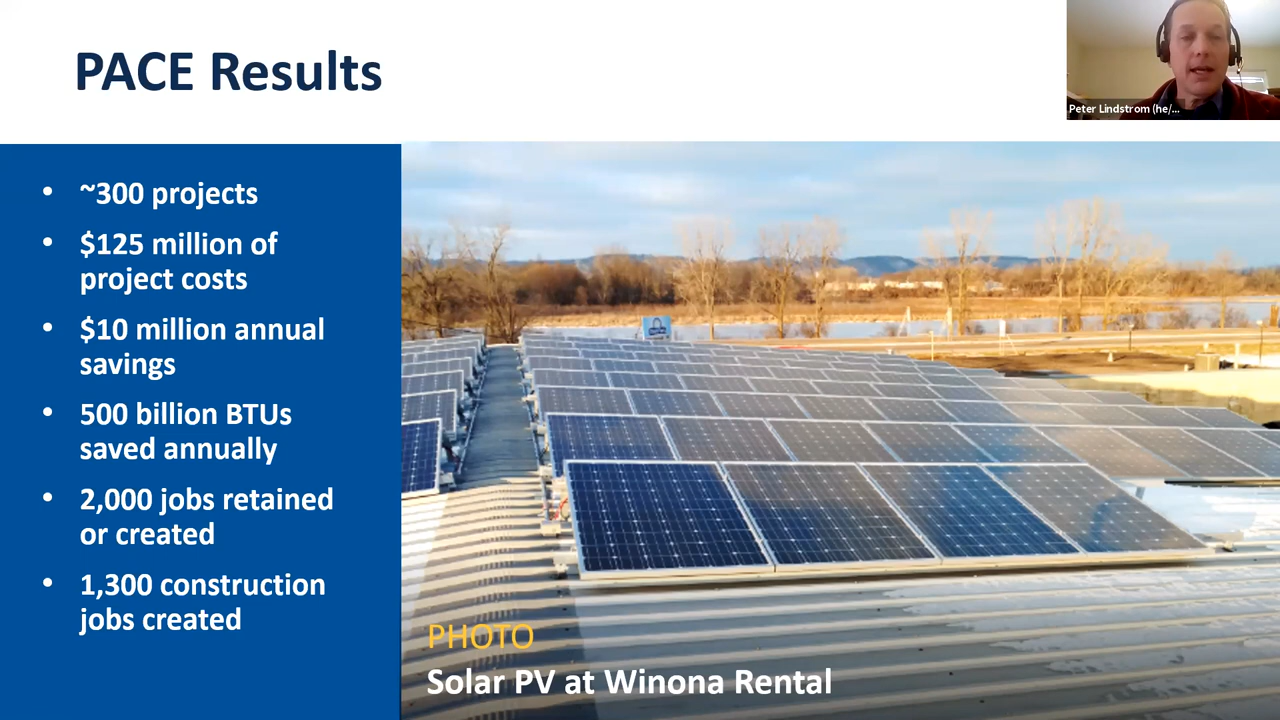 PACE Results
Peter Lindstrom (he/...
• ~300 projects
• $125 million of
project costs
• $10 million annual
savings
• 500 billion BTUs
saved annually
• 2,000 jobs retained
or created
• 1,300 construction
jobs created
PHOTO
Solar PV at Winona Rental